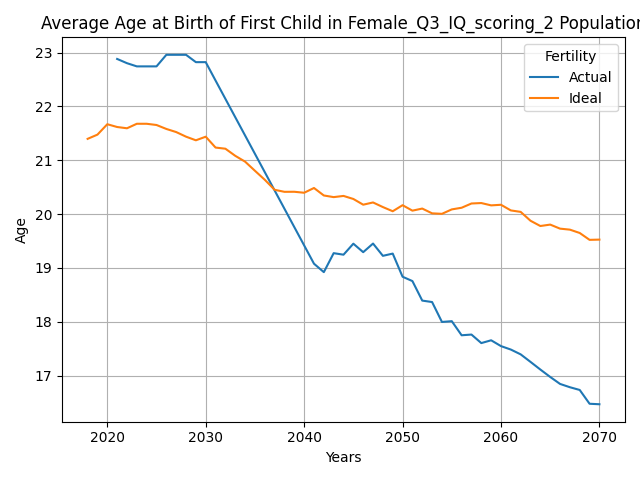 Average Age at Birth of First Child in Female_Q3_IQ_scoring_2 Population
Fertility
Actual
Ideal
23
22
21
20
19
18
17
Age
2020 2030 2040 2050 2060 2070
Years